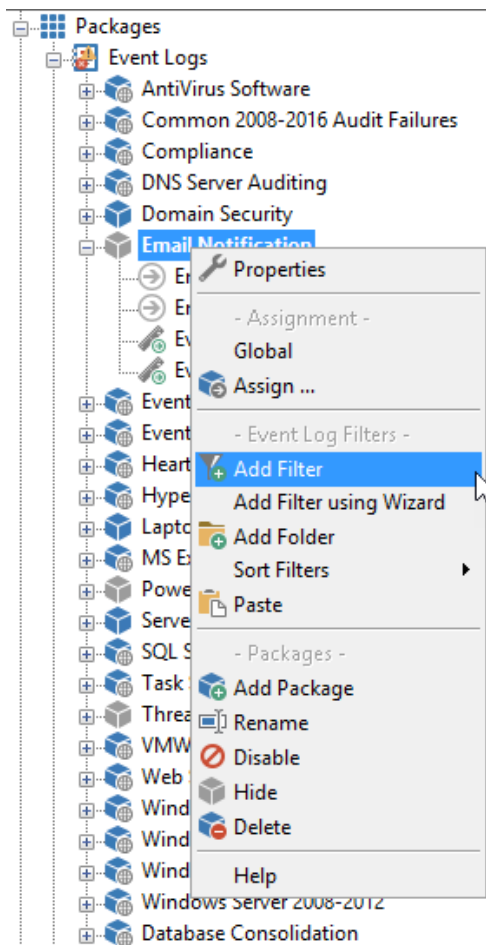 Packages
Event Logs
AntiVirus Software
Common 2008-2016 Audit Failures
Compliance
DNS Server Auditing
Domain Security
Email Notification
Properties
- Assignment -
Global
Assign ...
Event
- Event Log Filters -
Event
Add Filter
Add Filter using Wizard
Add Folder
Sort Filters
Paste
- Packages -
Add Package
Rename
Disable
Hide
Delete
Help
Windows Server 2008-2012
Database Consolidation